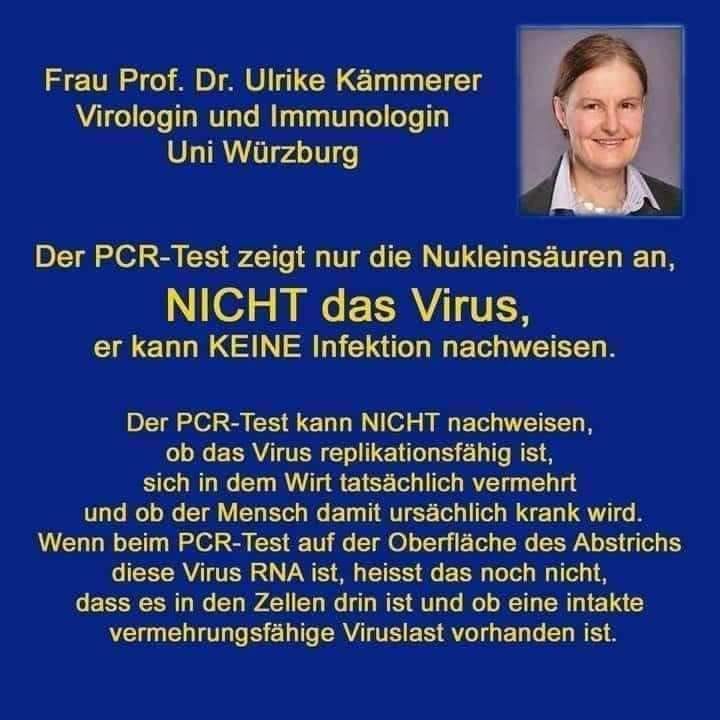 Frau Prof. Dr. Ulrike Kämmerer
Virologin und Immunologin
Uni Würzburg
Der PCR-Test zeigt nur die Nukleinsäuren an,
NICHT das Virus,
er kann KEINE Infektion nachweisen.
Der PCR-Test kann NICHT nachweisen,
ob das Virus replikationsfähig ist,
sich in dem Wirt tatsächlich vermehrt
und ob der Mensch damit ursächlich krank wird.
Wenn beim PCR-Test auf der Oberfläche des Abstrichs
diese Virus RNA ist, heisst das noch nicht,
dass es in den Zellen drin ist und ob eine intakte
vermehrungsfähige Viruslast vorhanden ist.